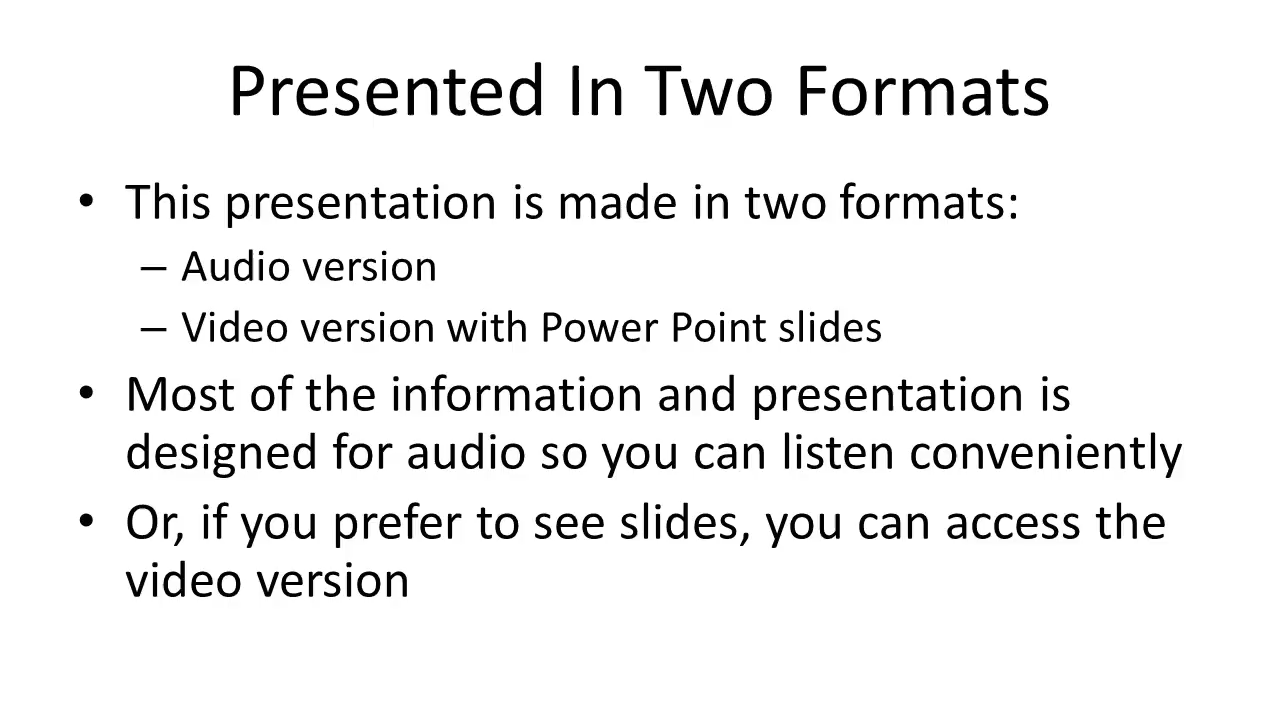 Presented In Two Formats
• This presentation is made in two formats:
– Audio version
– Video version with Power Point slides
• Most of the information and presentation is
designed for audio so you can listen conveniently
• Or, if you prefer to see slides, you can access the
video version